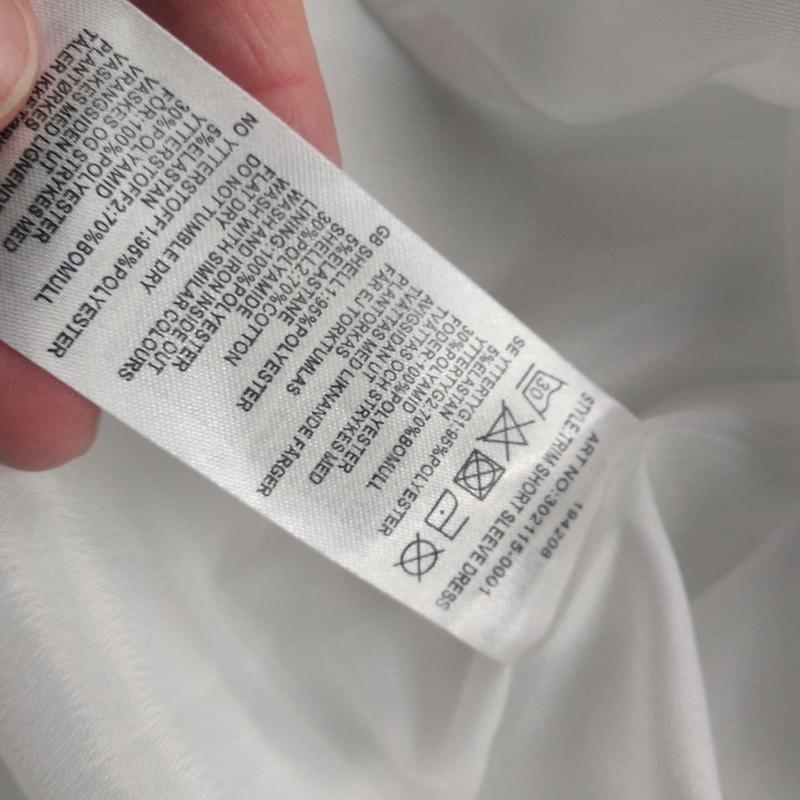 194208
ART NO:302115-0001
STYLE:TRIM SHORT SLEEVE DRESS
30
SE YTTERTYG1:95%POLYESTER
5%ELASTAN
YTTERTYG2:70%BOMULL
30%POLYAMID
FODER:100%POLYESTER
TVÄTTAS OCH STRYKES MED
AVIGSIDAN UT
TVÄTTAS MED LIKNANDE FÄRGER
PLANTORKAS
FÅR EJ TORKTUMLAS
GB SHELL1:95%POLYESTER
5%ELASTANE
SHELL2:70%COTTON
30%POLYAMIDE
LINING:100%POLYESTER
WASH AND IRON INSIDE OUT
WASH WITH SIMILAR COLOURS
FLAT DRY
DO NOT TUMBLE DRY
NO YTTERSTOFF1:95%POLYESTER
5%ELASTAN
YTTERSTOFF2:70%BOMULL
30%POLYAMID
FÔR:100%POLYESTER
VASKES OG STRYKES MED
VRANGSIDEN UT
VASKES MED LIGNENDE
PLANTØRKES
TÅLER IKKE